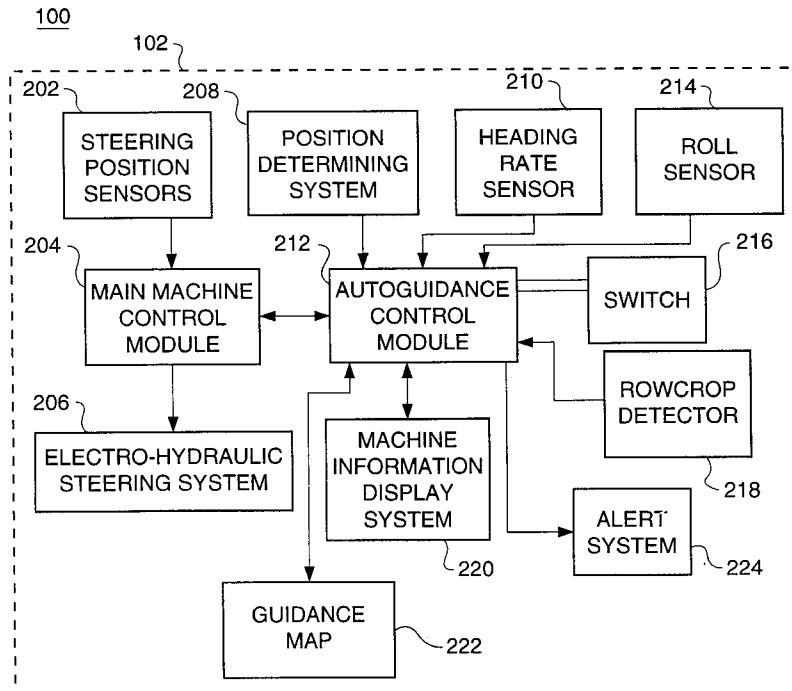 100
102
202
208
210
214
STEERING
POSITION
SENSORS
POSITION
DETERMINING
SYSTEM
HEADING
RATE
SENSOR
ROLL
SENSOR
204
212
216
MAIN MACHINE
CONTROL
MODULE
AUTOGUIDANCE
CONTROL
MODULE
SWITCH
206
ROWCROP
DETECTOR
218
ELECTRO-HYDRAULIC
STEERING SYSTEM
MACHINE
INFORMATION
DISPLAY
SYSTEM
220
ALERT
SYSTEM
224
GUIDANCE
MAP
222